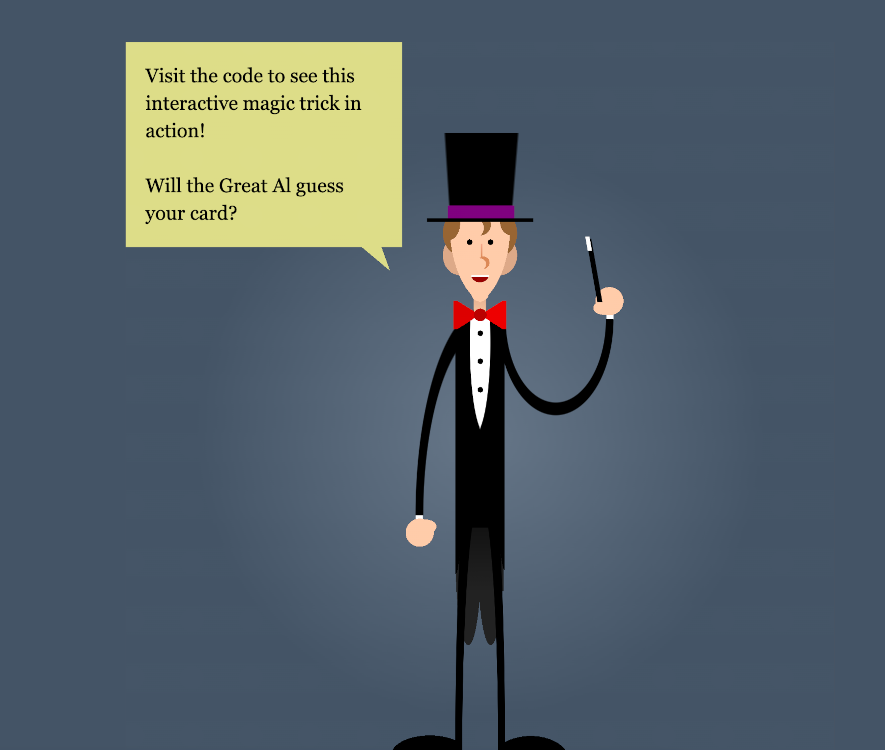 Visit the code to see this
interactive magic trick in
action!
Will the Great Al guess
your card?